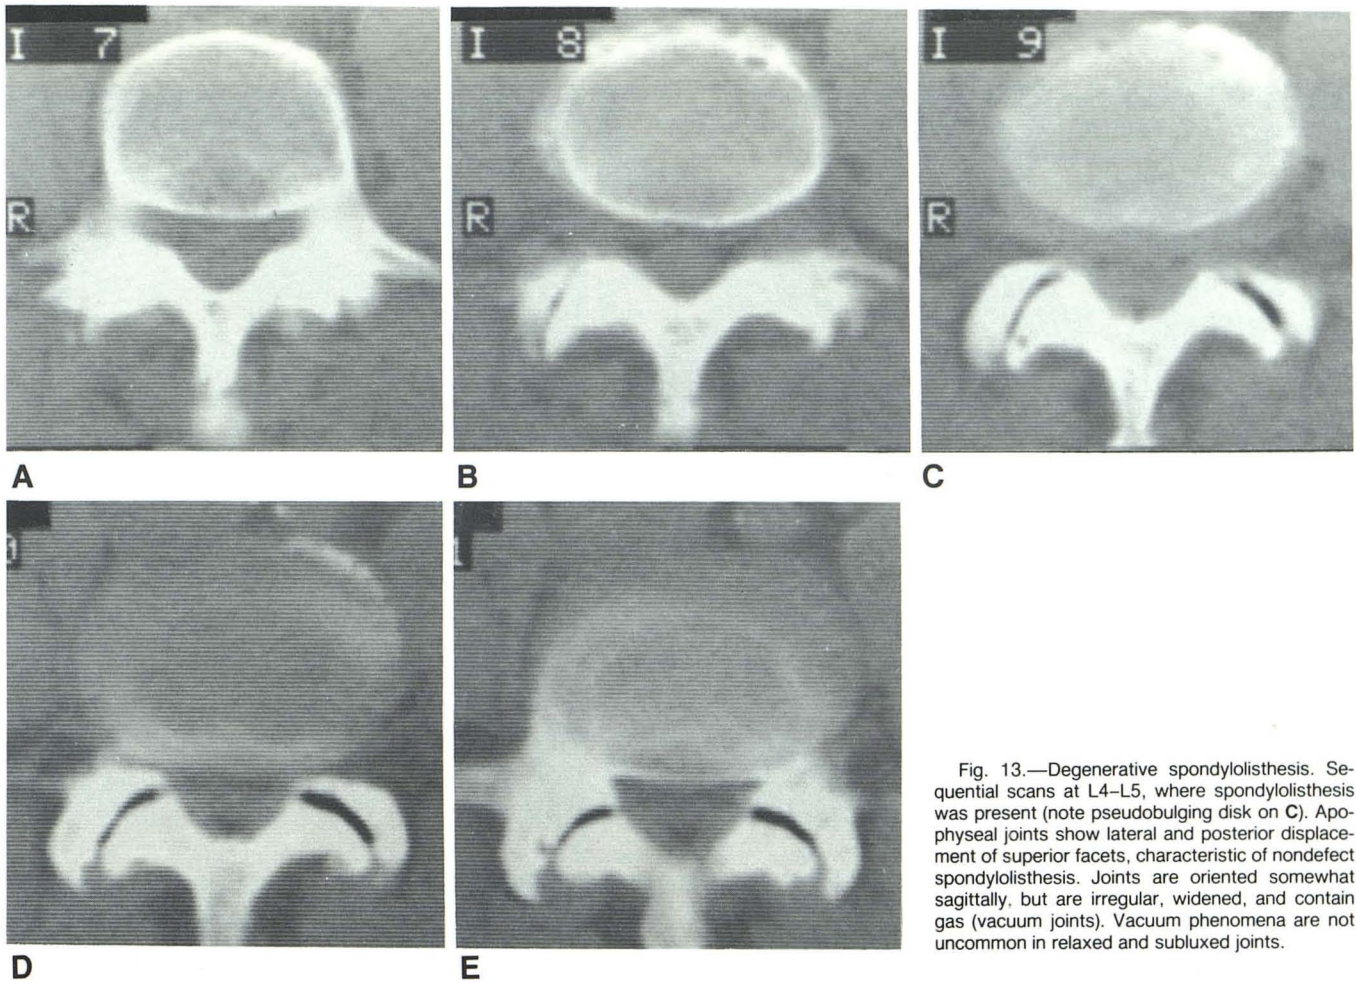 I 7
I 8
I 9
R
R
R
A
B
C
1
D
E
Fig. 13.—Degenerative spondylolisthesis. Se-
quential scans at L4–L5, where spondylolisthesis
was present (note pseudobulging disk on C). Apo-
physeal joints show lateral and posterior displace-
ment of superior facets, characteristic of nondefect
spondylolisthesis. Joints are oriented somewhat
sagittally, but are irregular, widened, and contain
gas (vacuum joints). Vacuum phenomena are not
uncommon in relaxed and subluxed joints.